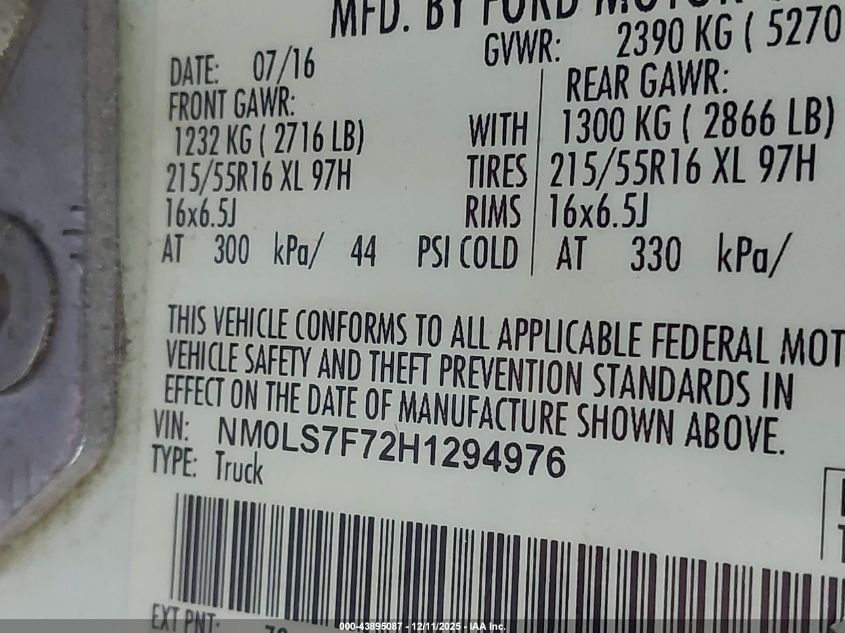 MFD. BY FORD MOTOR
GVWR: 2390 KG ( 5270
DATE: 07/16
FRONT GAWR:
1232 KG ( 2716 LB)
215/55R16 XL 97H
16x6.5J
AT 300 kPa/ 44 PSI COLD
WITH
TIRES
RIMS
REAR GAWR:
1300 KG ( 2866 LB)
215/55R16 XL 97H
16x6.5J
AT 330 kPa/
THIS VEHICLE CONFORMS TO ALL APPLICABLE FEDERAL MOT
VEHICLE SAFETY AND THEFT PREVENTION STANDARDS IN
EFFECT ON THE DATE OF MANUFACTURE SHOWN ABOVE.
VIN: NM0LS7F72H1294976
TYPE: Truck
EXT PNT:
000-43895087 - 12/11/2025 - IAA Inc.